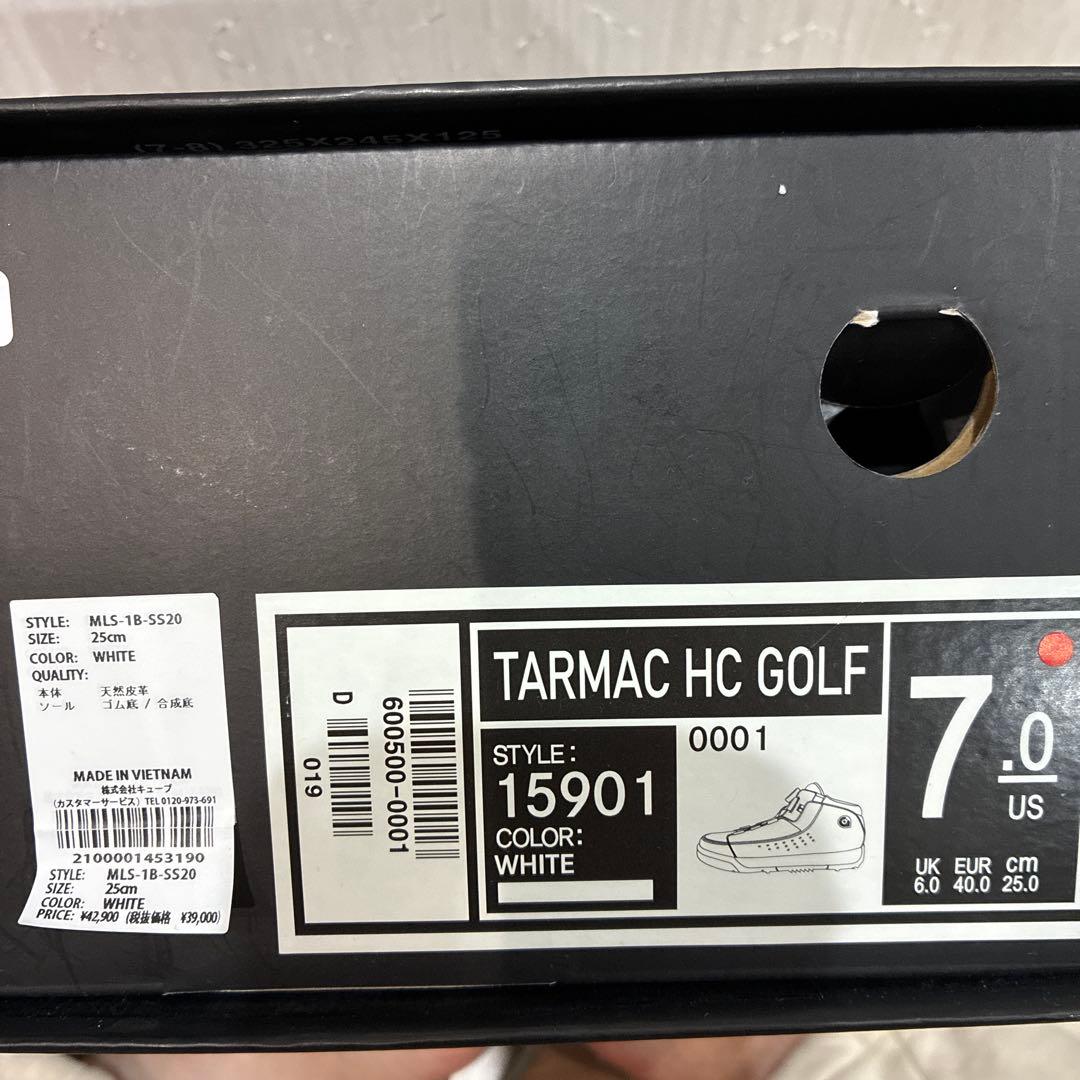 (7-8) 325X245X125
STYLE: MLS-1B-SS20
SIZE: 25cm
COLOR: WHITE
QUALITY:
本体 天然皮革
ソール ゴム底 / 合成底
MADE IN VIETNAM
株式会社キューブ
(カスタマーサービス) TEL 0120-973-691
2100001453190
STYLE: MLS-1B-SS20
SIZE: 25cm
COLOR: WHITE
PRICE: ¥42,900 (税抜価格 ¥39,000)
019
D
600500-0001
TARMAC HC GOLF
STYLE:
15901
COLOR:
WHITE
0001
7.0
US
UK EUR cm
6.0 40.0 25.0